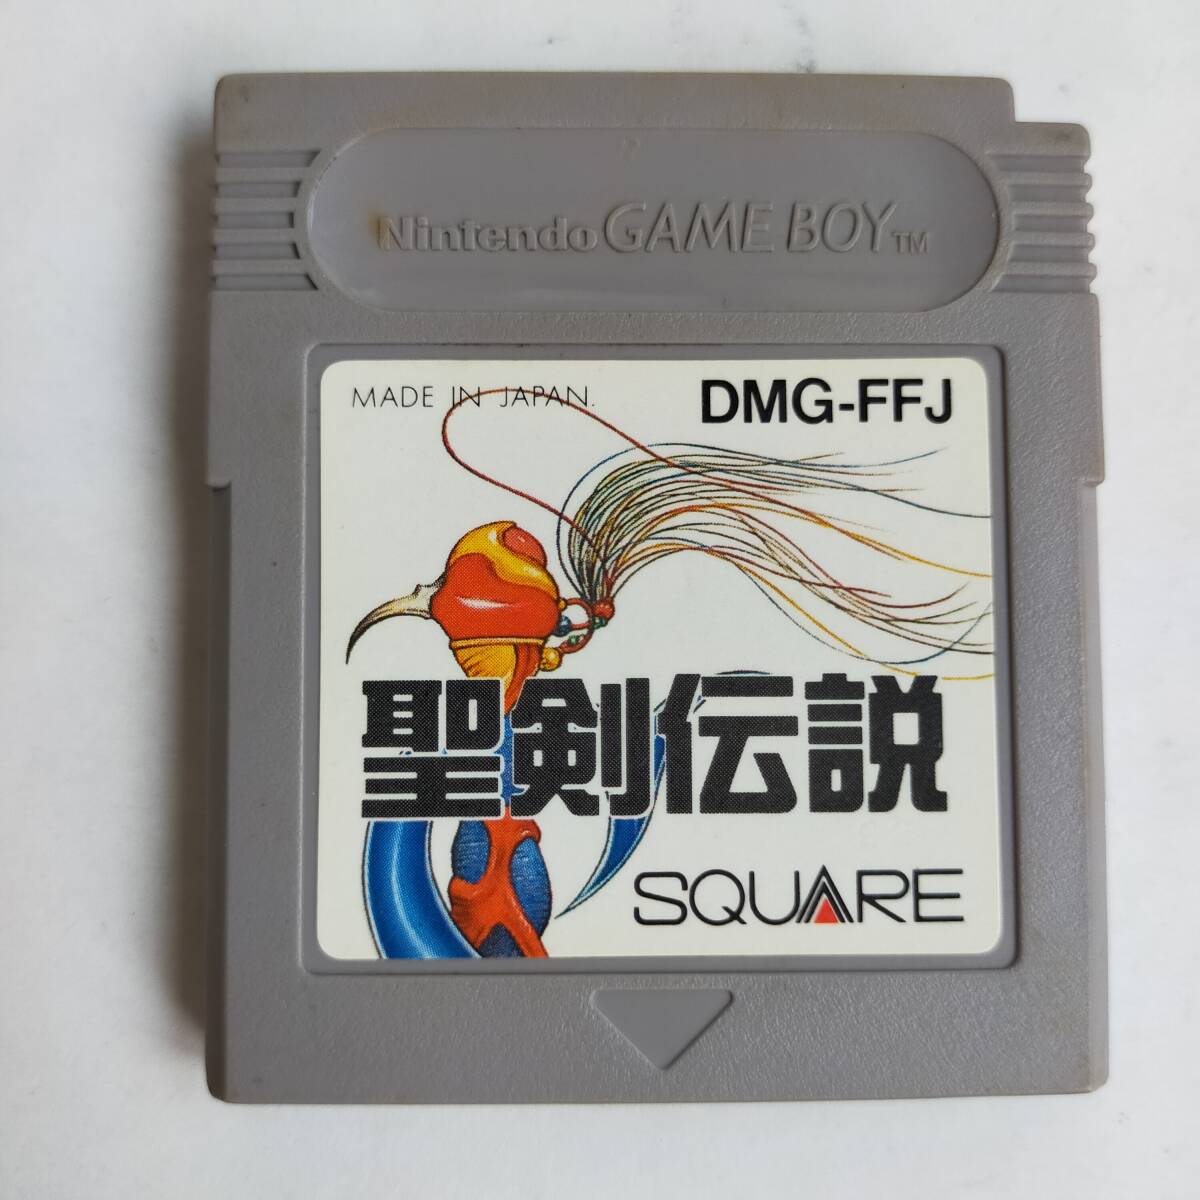 Nintendo GAME BOY™
MADE IN JAPAN.
DMG-FFJ
聖剣伝説
SQUARE